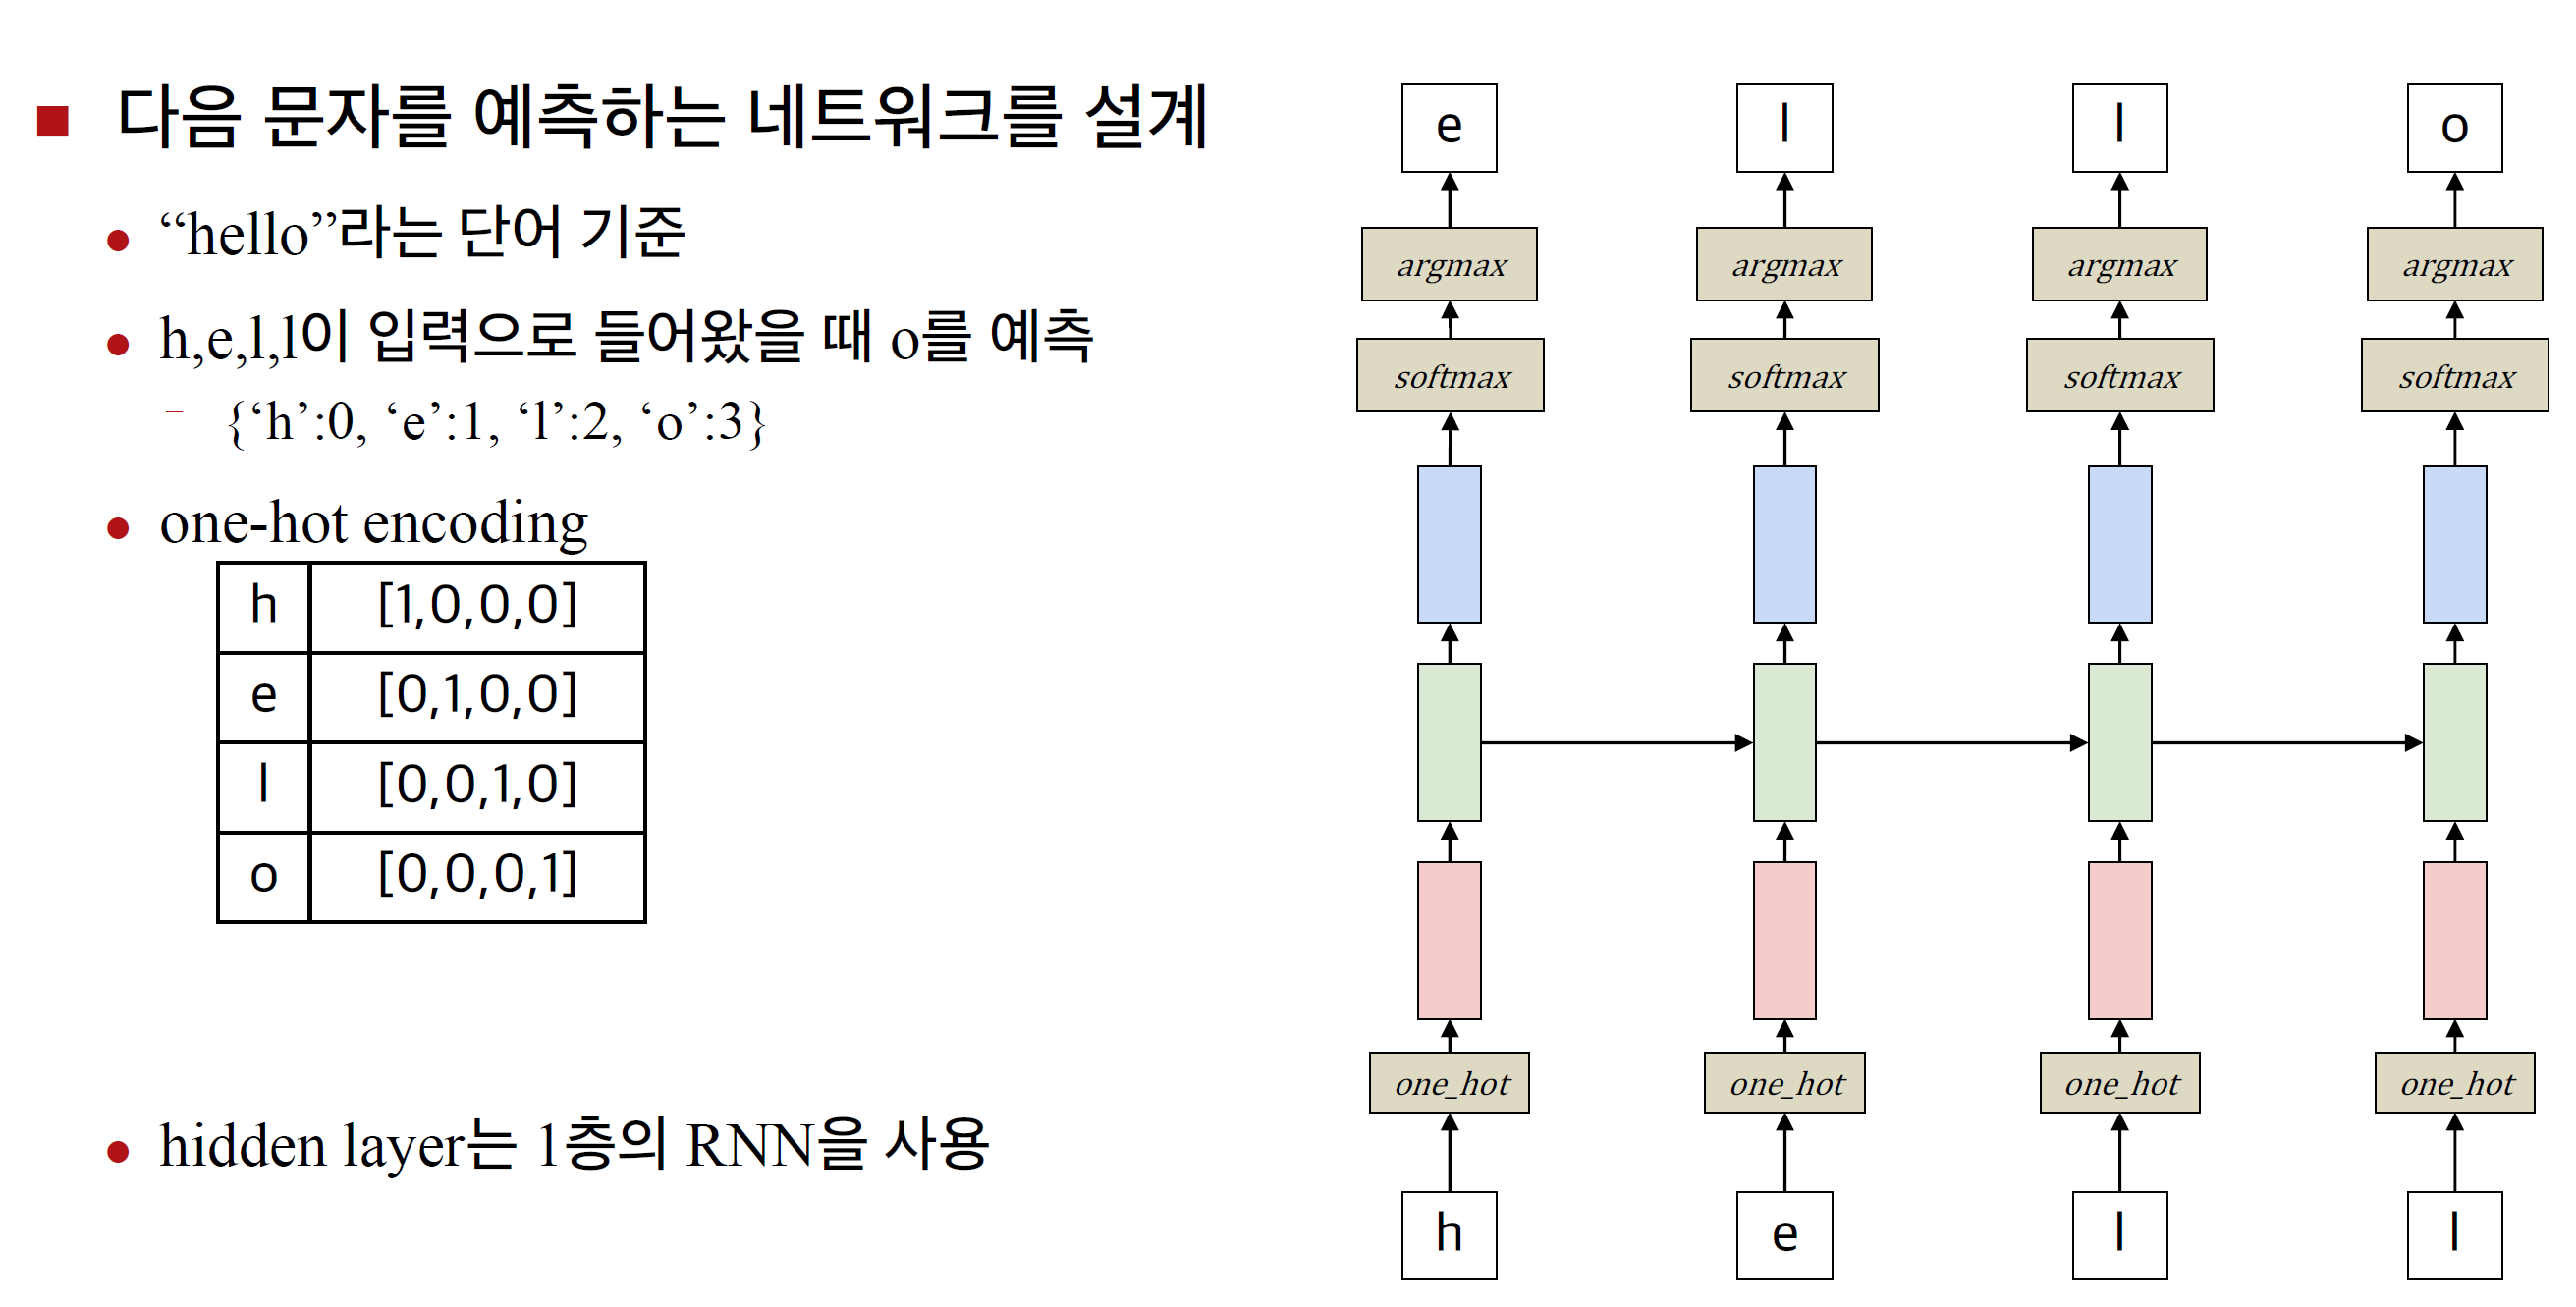 다음 문자를 예측하는 네트워크를 설계
“hello”라는 단어 기준
h,e,l,l이 입력으로 들어왔을 때 o를 예측
{‘h’:0, ‘e’:1, ‘l’:2, ‘o’:3}
one-hot encoding
h [1,0,0,0]
e [0,1,0,0]
l [0,0,1,0]
o [0,0,0,1]
hidden layer는 1층의 RNN을 사용
e l l o
argmax argmax argmax argmax
softmax softmax softmax softmax
one_hot one_hot one_hot one_hot
h e l l